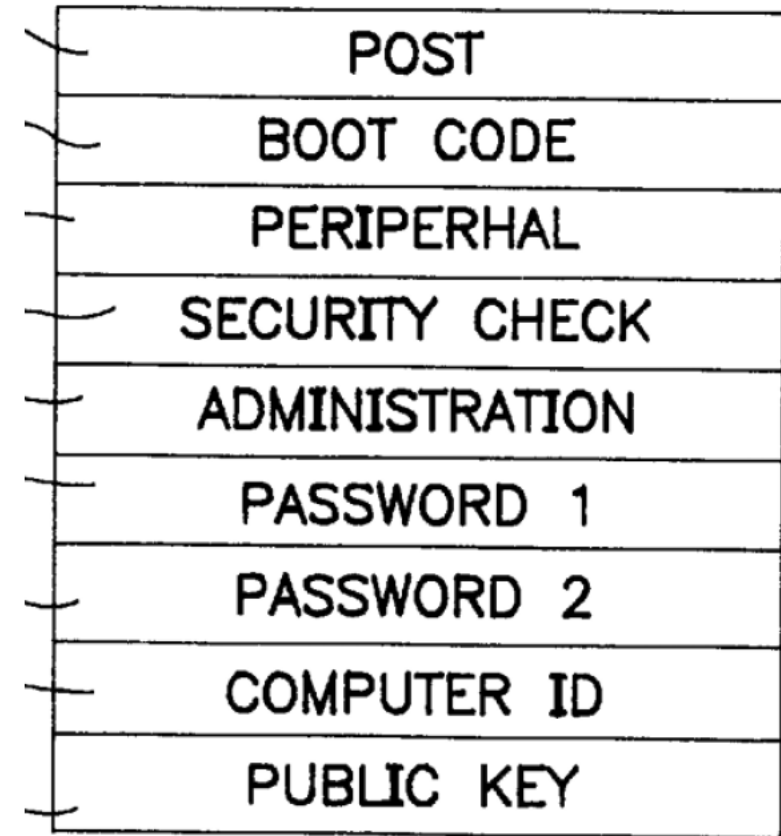 POST
BOOT CODE
PERIPERHAL
SECURITY CHECK
ADMINISTRATION
PASSWORD 1
PASSWORD 2
COMPUTER ID
PUBLIC KEY